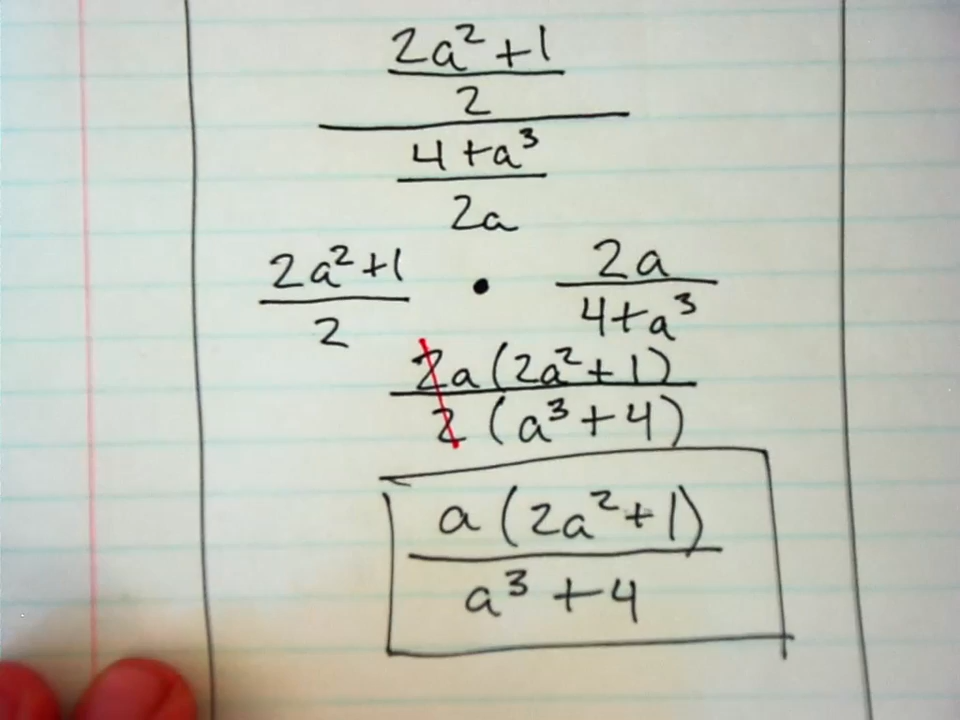 2a² + 1
2
4 + a³
2a
2a² + 1 • 2a
2 4 + a³
2a (2a² + 1)
2 (a³ + 4)
a (2a² + 1)
a³ + 4